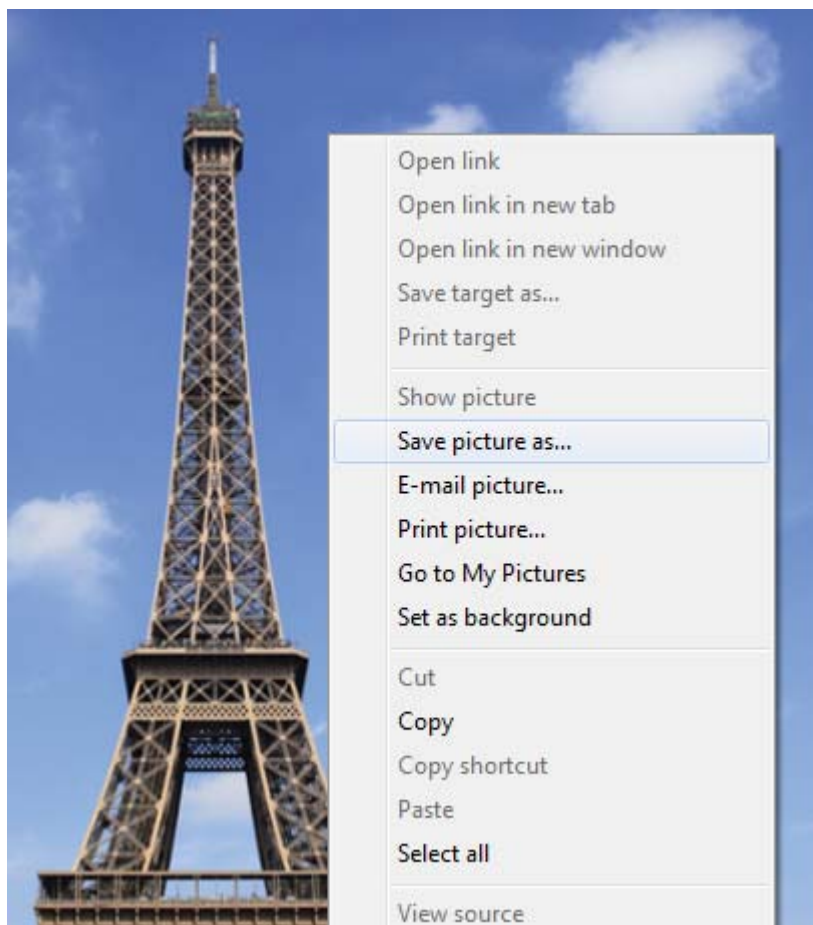 Open link
Open link in new tab
Open link in new window
Save target as...
Print target
Show picture
Save picture as...
E-mail picture...
Print picture...
Go to My Pictures
Set as background
Cut
Copy
Copy shortcut
Paste
Select all
View source